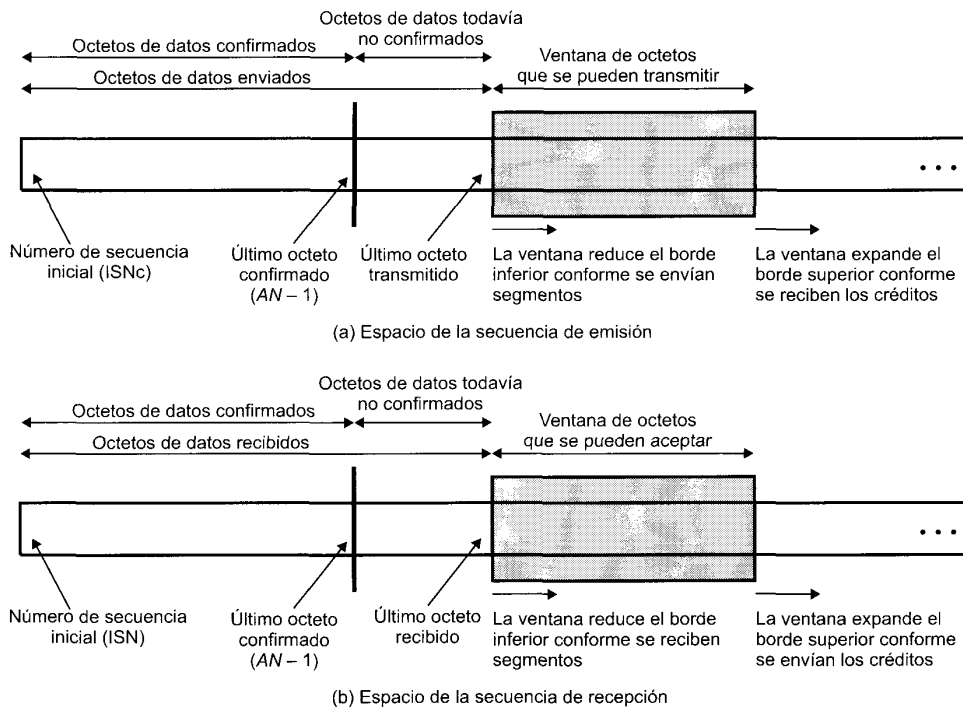 Octetos de datos todavía
no confirmados
Octetos de datos confirmados
Ventana de octetos
que se pueden transmitir
Octetos de datos enviados
...
Número de secuencia
inicial (ISNc)
Último octeto
confirmado
(AN – 1)
Último octeto
transmitido
La ventana reduce el borde
inferior conforme se envían
segmentos
La ventana expande el
borde superior conforme
se reciben los créditos
(a) Espacio de la secuencia de emisión
Octetos de datos todavía
no confirmados
Octetos de datos confirmados
Ventana de octetos
que se pueden aceptar
Octetos de datos recibidos
...
Número de secuencia
inicial (ISN)
Último octeto
confirmado
(AN – 1)
Último octeto
recibido
La ventana reduce el borde
inferior conforme se reciben
segmentos
La ventana expande el
borde superior conforme
se envían los créditos
(b) Espacio de la secuencia de recepción